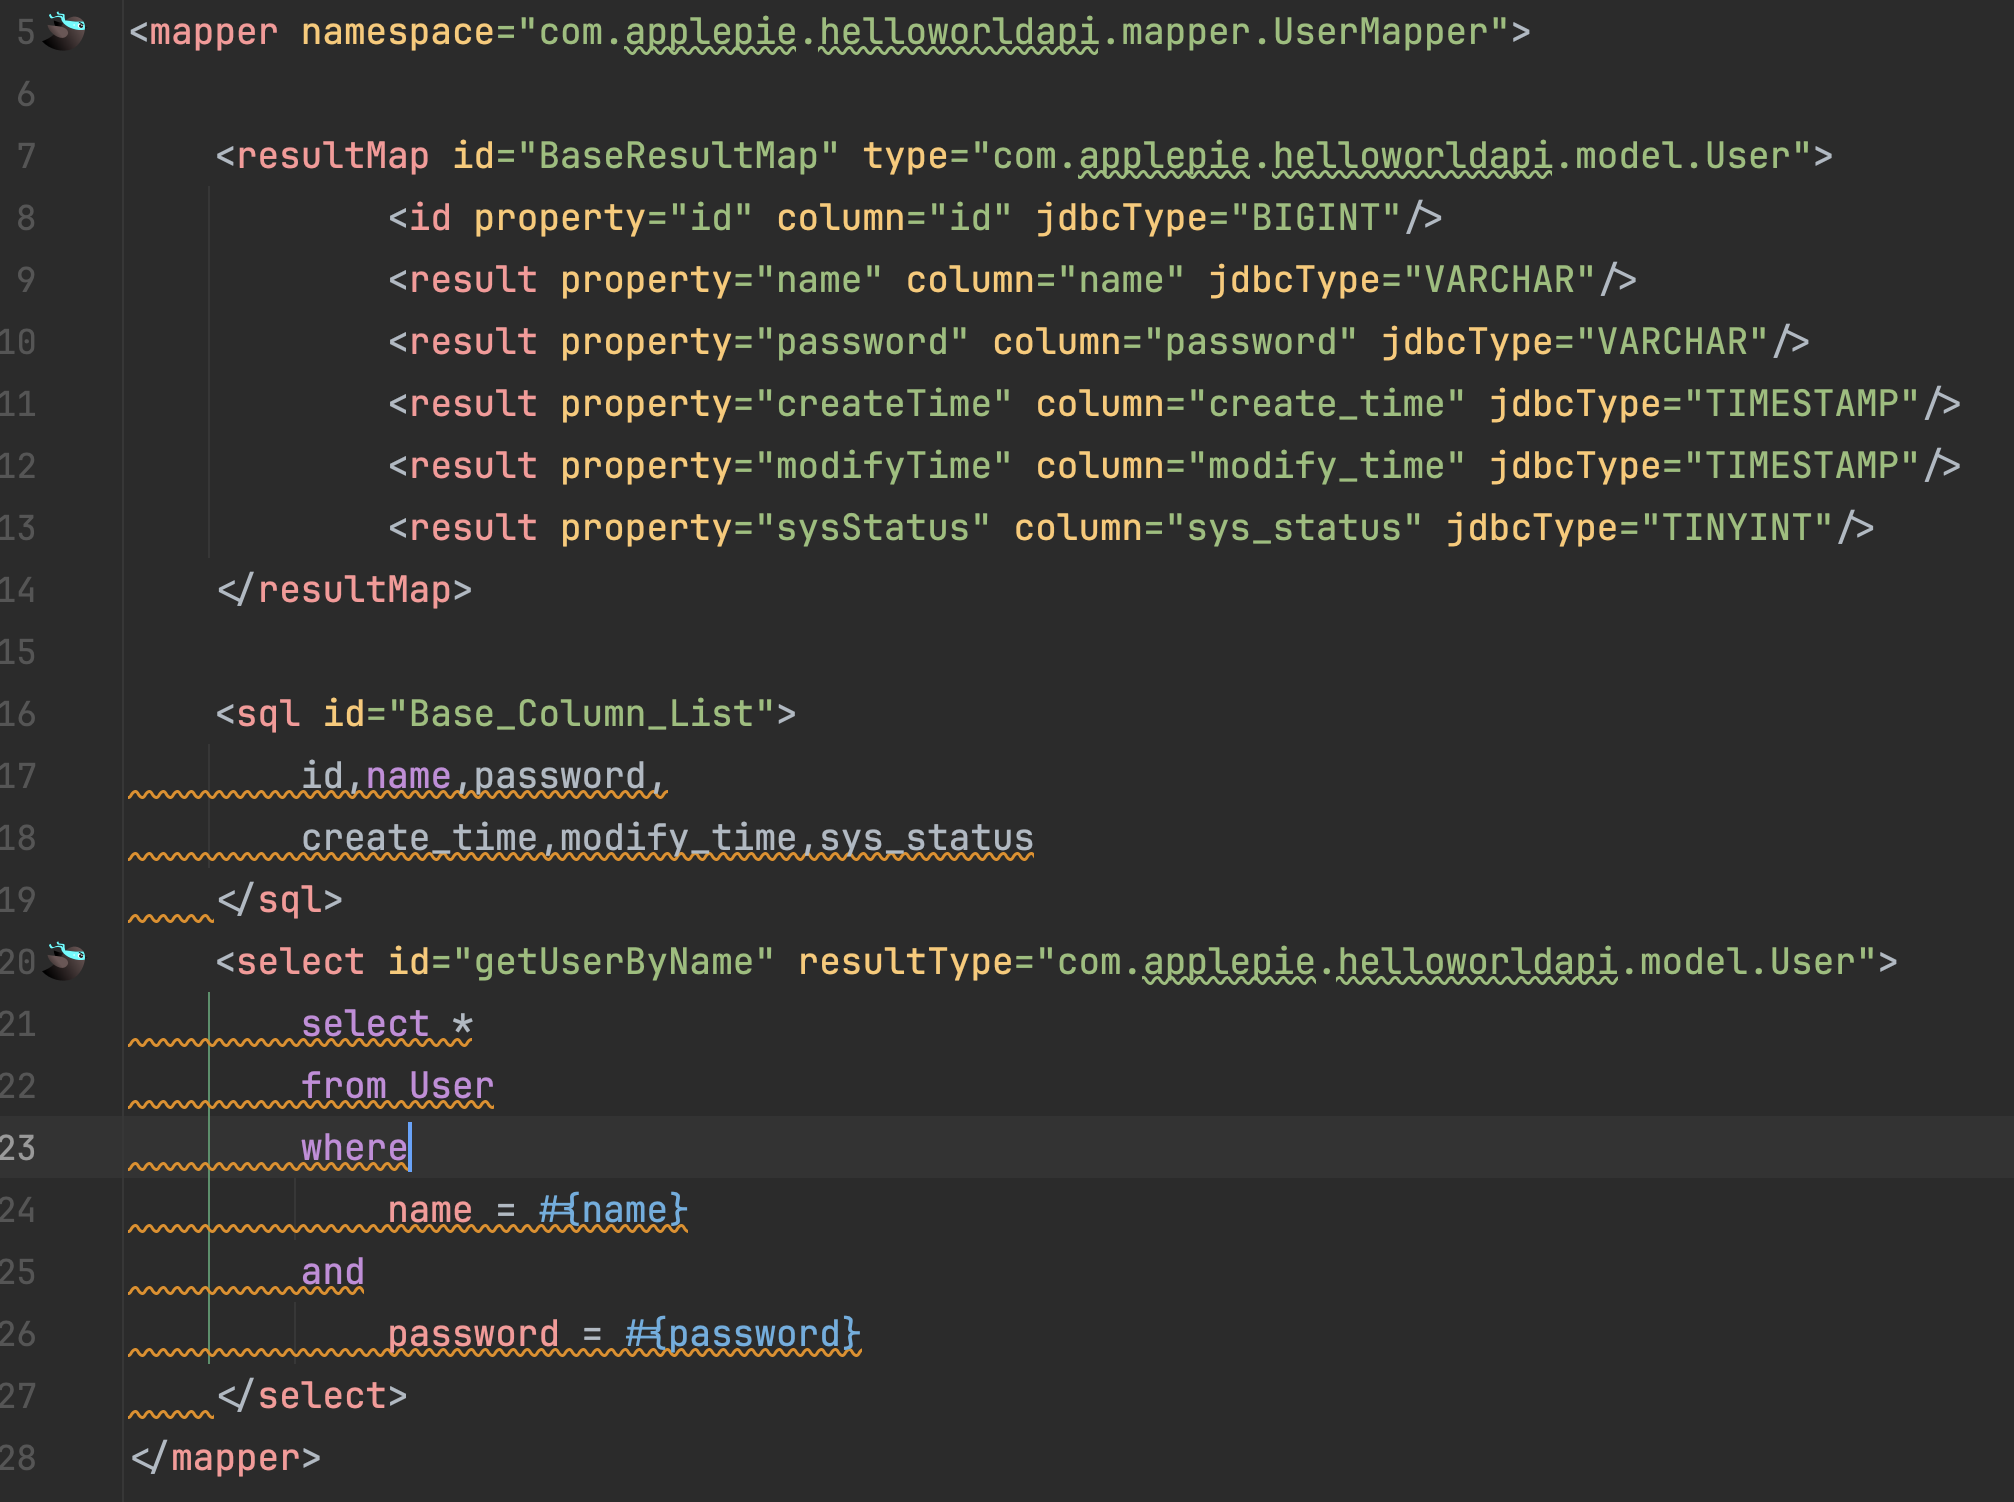 5 <mapper namespace="com.applepie.helloworldapi.mapper.UserMapper">
6
7 <resultMap id="BaseResultMap" type="com.applepie.helloworldapi.model.User">
8 <id property="id" column="id" jdbcType="BIGINT"/>
9 <result property="name" column="name" jdbcType="VARCHAR"/>
10 <result property="password" column="password" jdbcType="VARCHAR"/>
11 <result property="createTime" column="create_time" jdbcType="TIMESTAMP"/>
12 <result property="modifyTime" column="modify_time" jdbcType="TIMESTAMP"/>
13 <result property="sysStatus" column="sys_status" jdbcType="TINYINT"/>
14 </resultMap>
15
16 <sql id="Base_Column_List">
17 id,name,password,
18 create_time,modify_time,sys_status
19 </sql>
20 <select id="getUserByName" resultType="com.applepie.helloworldapi.model.User">
21 select *
22 from User
23 where
24 name = #{name}
25 and
26 password = #{password}
27 </select>
28 </mapper>